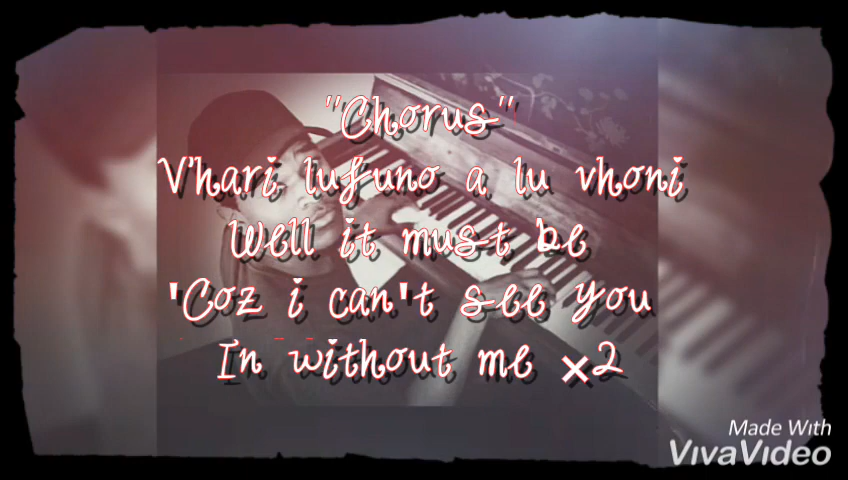 "Chorus"
Vhari lufuno a lu vhoni
Well it must be
'Coz i can't see you
In without me ×2
Made With
VivaVideo